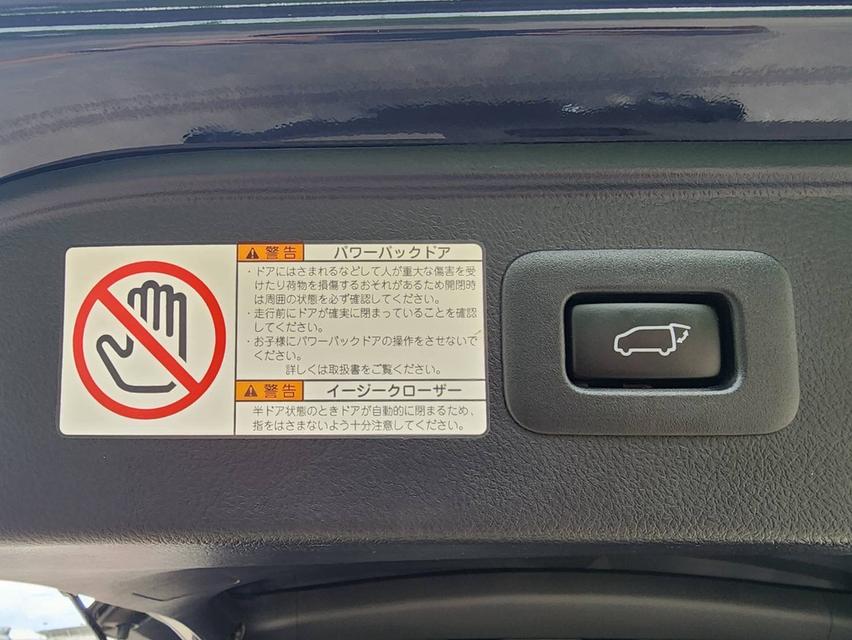 警告 パワーバックドア
・ドアにはさまれるなどして人が重大な傷害を受
けたり荷物を損傷するおそれがあるため開閉時
は周囲の状態を必ず確認してください。
・走行前にドアが確実に閉まっていることを確認
してください。
・お子様にパワーバックドアの操作をさせないで
ください。
詳しくは取扱書をご覧ください。
警告 イージークローザー
半ドア状態のときドアが自動的に閉まるため、
指をはさまないよう十分注意してください。